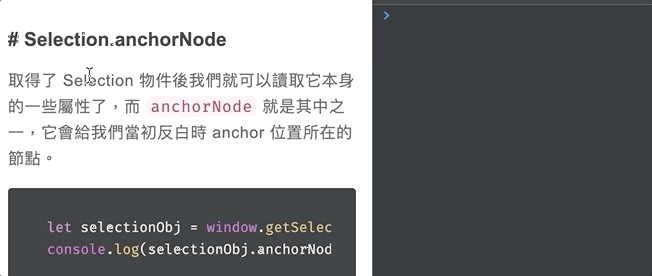 # Selection.anchorNode
取得了 Selection 物件後我們就可以讀取它本身
的一些屬性了，而 anchorNode 就是其中之
一，它會給我們當初反白時 anchor 位置所在的
節點。
let selectionObj = window.getSelec
console.log(selectionObj.anchorNod